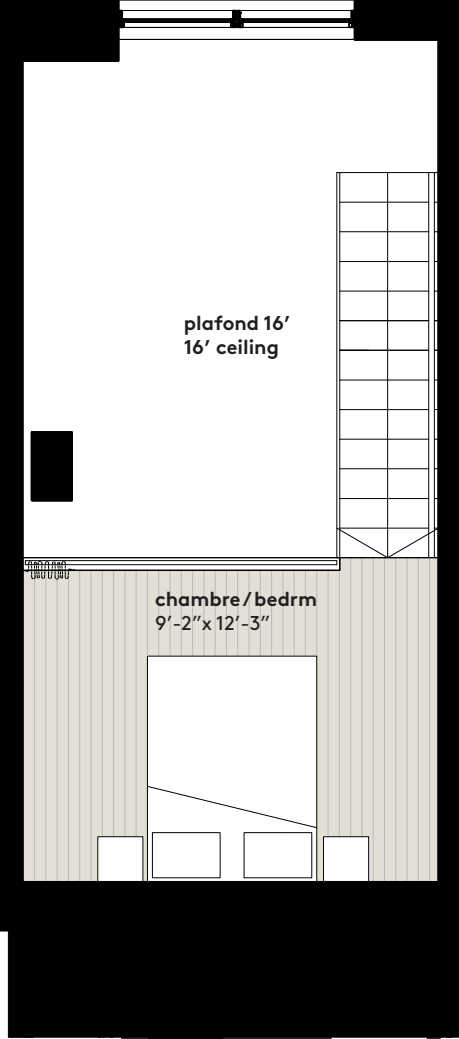 plafond 16′
16′ ceiling
chambre/bedrm
9′-2″x 12′-3″